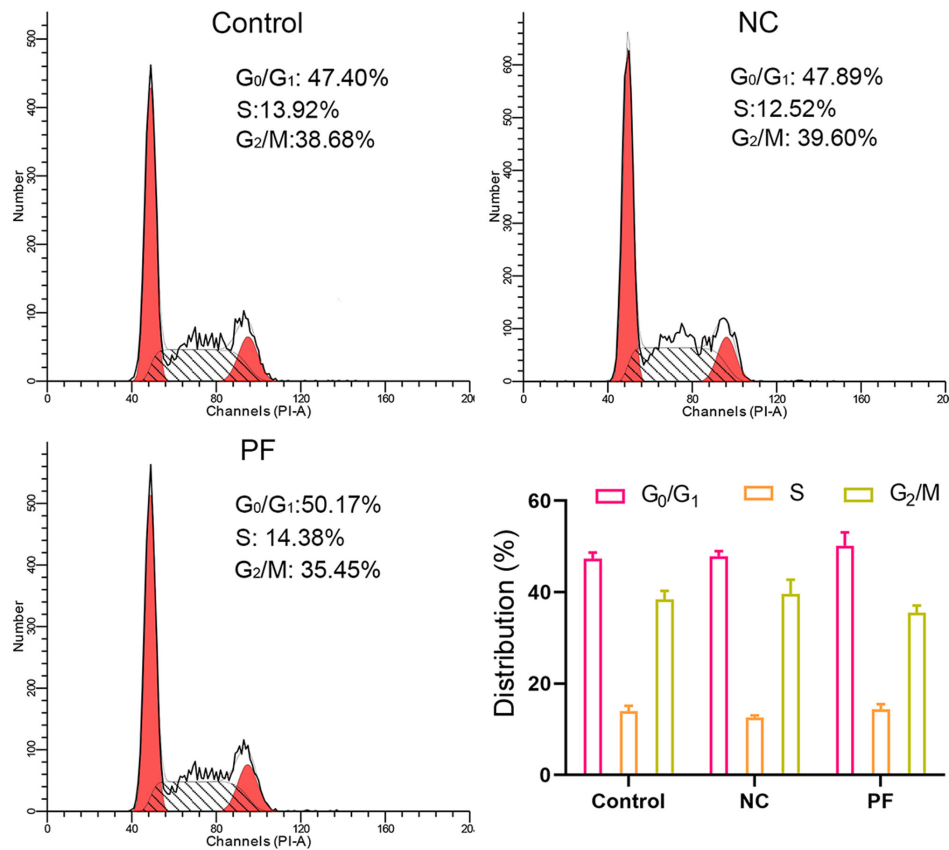 Control
500
400
300
200
100
0
Number
G₀/G₁: 47.40%
S:13.92%
G₂/M:38.68%
0
40
80
120
160
20
Channels (PI-A)
NC
600
500
400
300
200
100
0
Number
G₀/G₁: 47.89%
S:12.52%
G₂/M: 39.60%
0
40
80
120
160
20
Channels (PI-A)
PF
500
400
300
200
100
0
Number
G₀/G₁:50.17%
S: 14.38%
G₂/M: 35.45%
0
40
80
120
160
20
Channels (PI-A)
G₀/G₁ S G₂/M
60
40
20
0
Distribution (%)
Control NC PF